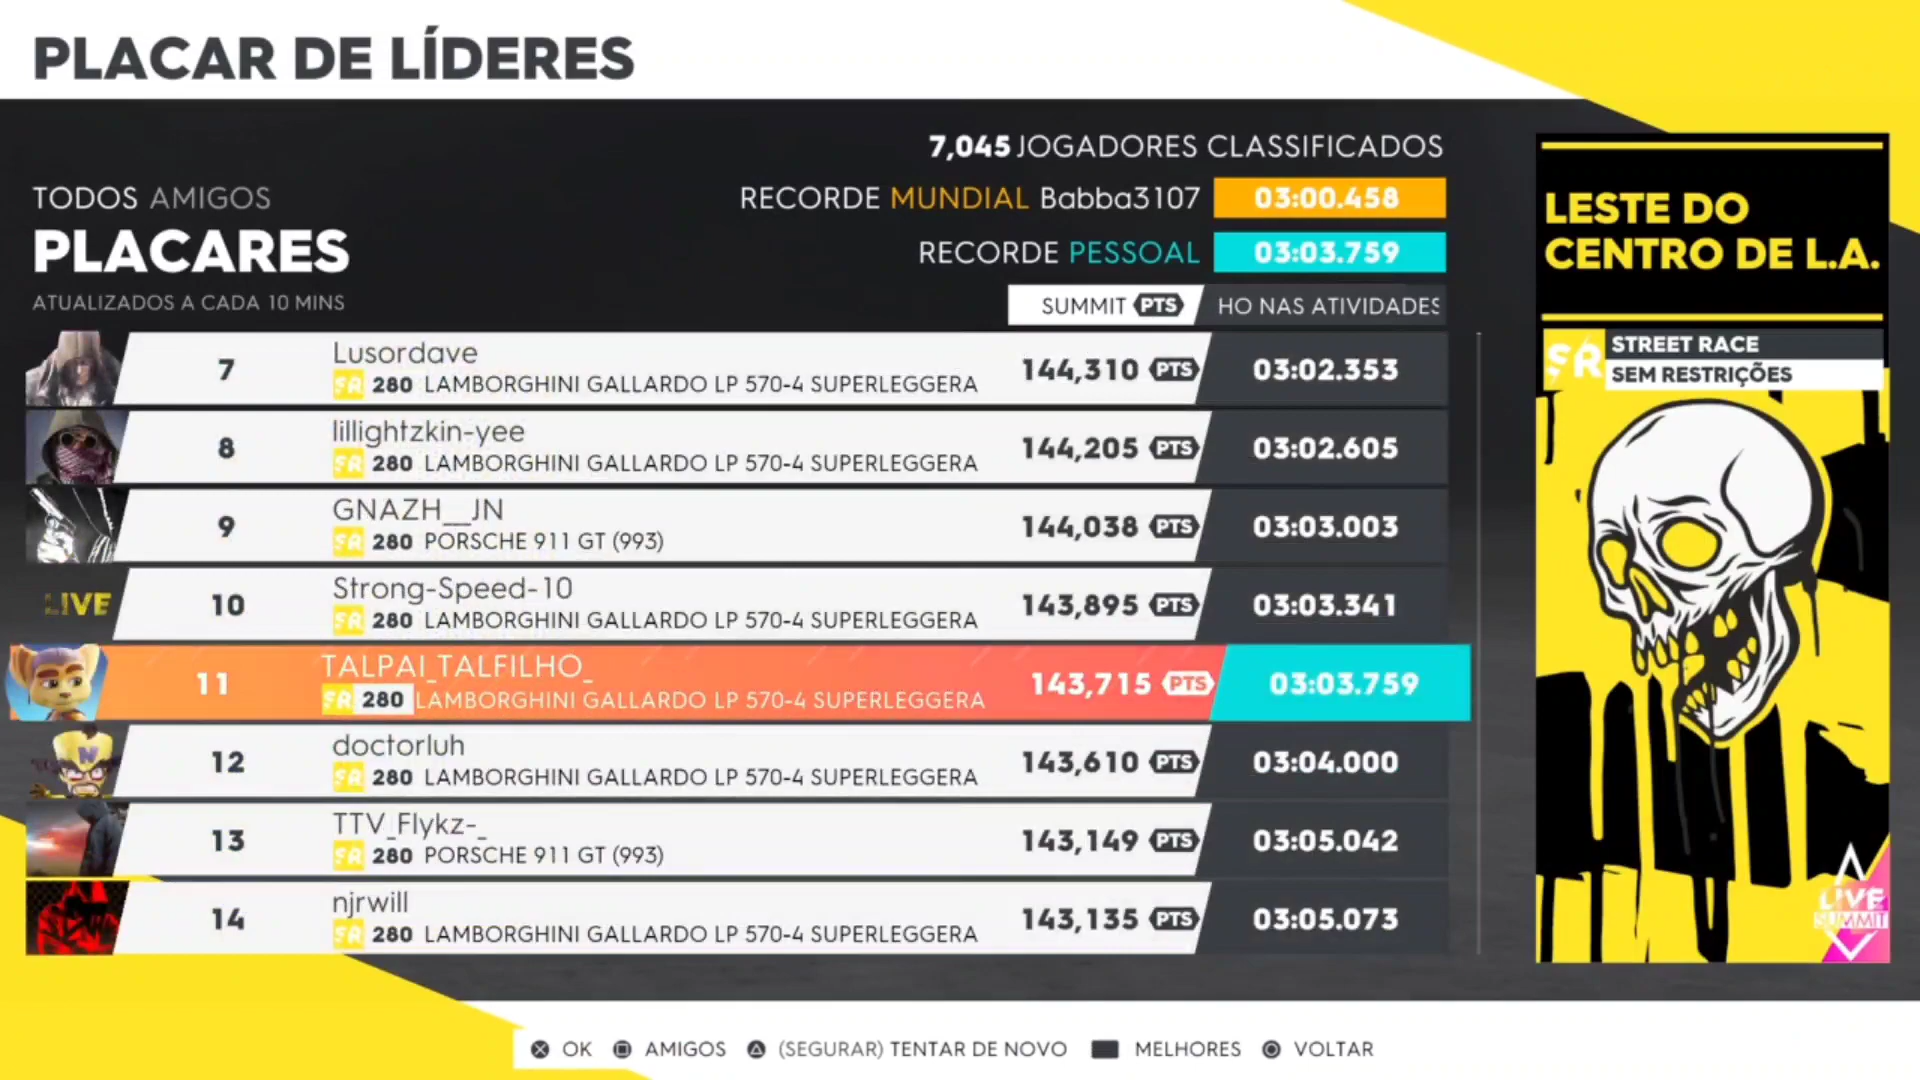 PLACAR DE LÍDERES
7,045 JOGADORES CLASSIFICADOS
TODOS AMIGOS
RECORDE MUNDIAL Babba3107 03:00.458
PLACARES
RECORDE PESSOAL 03:03.759
ATUALIZADOS A CADA 10 MINS
SUMMIT PTS HO NAS ATIVIDADES
7 Lusordave 144,310 PTS 03:02.353
SR 280 LAMBORGHINI GALLARDO LP 570-4 SUPERLEGGERA
8 lillightzkin-yee 144,205 PTS 03:02.605
SR 280 LAMBORGHINI GALLARDO LP 570-4 SUPERLEGGERA
9 GNAZH__JN 144,038 PTS 03:03.003
SR 280 PORSCHE 911 GT (993)
LIVE 10 Strong-Speed-10 143,895 PTS 03:03.341
SR 280 LAMBORGHINI GALLARDO LP 570-4 SUPERLEGGERA
11 TALPAI_TALFILHO_ 143,715 PTS 03:03.759
SR 280 LAMBORGHINI GALLARDO LP 570-4 SUPERLEGGERA
N 12 doctorluh 143,610 PTS 03:04.000
SR 280 LAMBORGHINI GALLARDO LP 570-4 SUPERLEGGERA
13 TTV_Flykz-_ 143,149 PTS 03:05.042
SR 280 PORSCHE 911 GT (993)
14 njrwill 143,135 PTS 03:05.073
SR 280 LAMBORGHINI GALLARDO LP 570-4 SUPERLEGGERA
LESTE DO
CENTRO DE L.A.
SR STREET RACE
SEM RESTRIÇÕES
LIVE
SUMMIT
OK AMIGOS (SEGURAR) TENTAR DE NOVO MELHORES VOLTAR